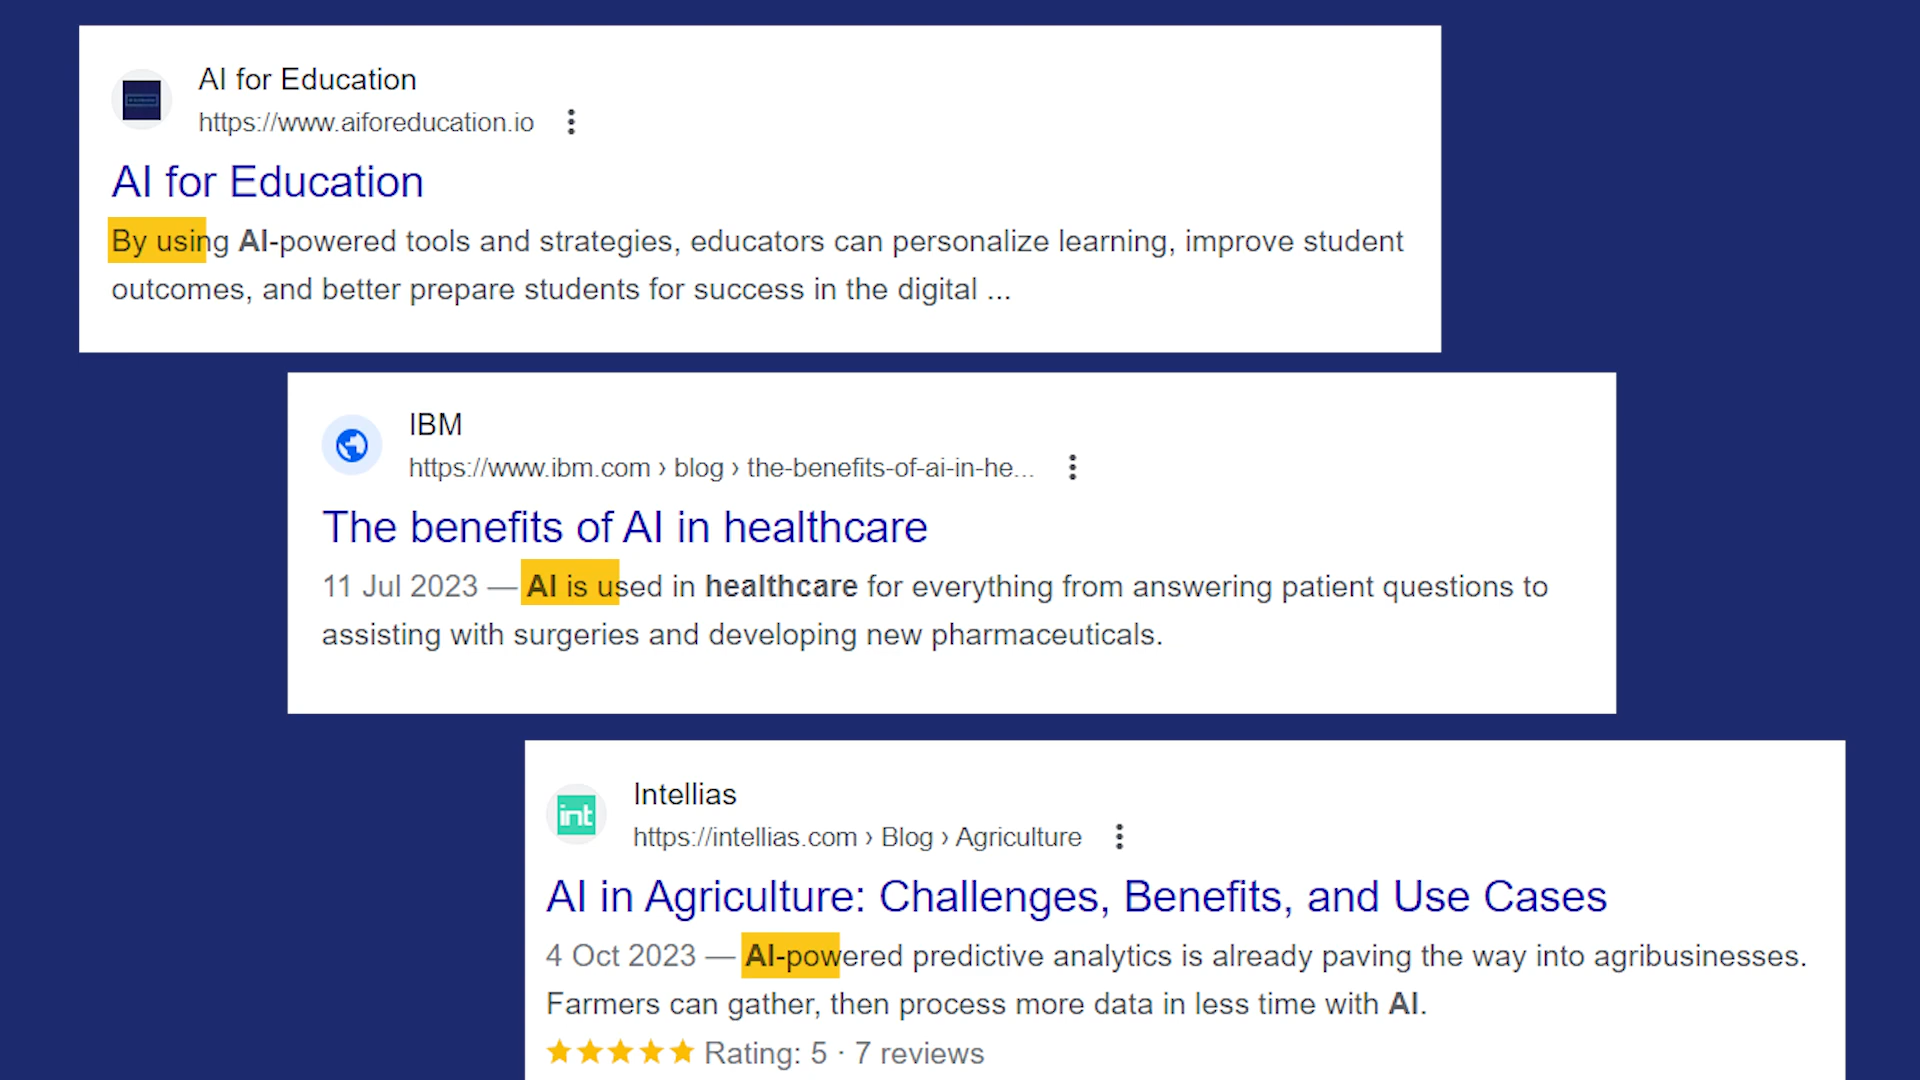 AI for Education
https://www.aiforeducation.io
AI for Education
By using AI-powered tools and strategies, educators can personalize learning, improve student
outcomes, and better prepare students for success in the digital ...
IBM
https://www.ibm.com › blog › the-benefits-of-ai-in-he...
The benefits of AI in healthcare
11 Jul 2023 — AI is used in healthcare for everything from answering patient questions to
assisting with surgeries and developing new pharmaceuticals.
int
Intellias
https://intellias.com › Blog › Agriculture
AI in Agriculture: Challenges, Benefits, and Use Cases
4 Oct 2023 — AI-powered predictive analytics is already paving the way into agribusinesses.
Farmers can gather, then process more data in less time with AI.
Rating: 5 · 7 reviews